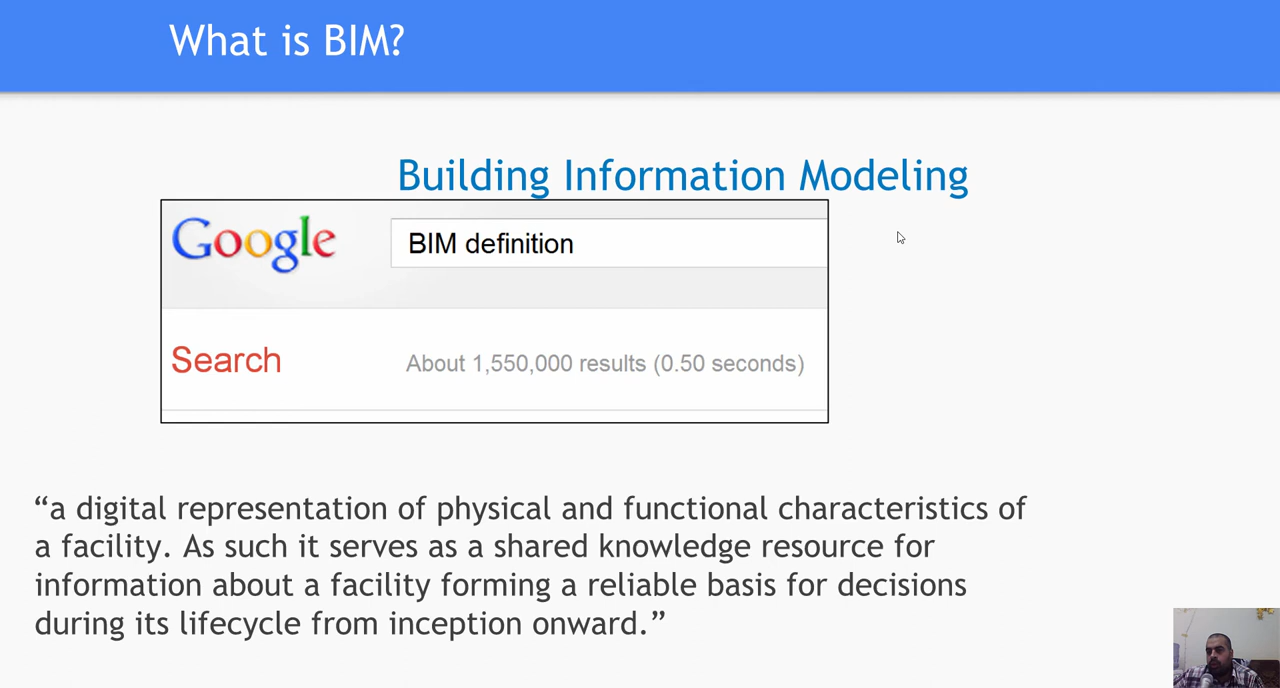 What is BIM?
Building Information Modeling
Google
BIM definition
Search
About 1,550,000 results (0.50 seconds)
“a digital representation of physical and functional characteristics of
a facility. As such it serves as a shared knowledge resource for
information about a facility forming a reliable basis for decisions
during its lifecycle from inception onward.”